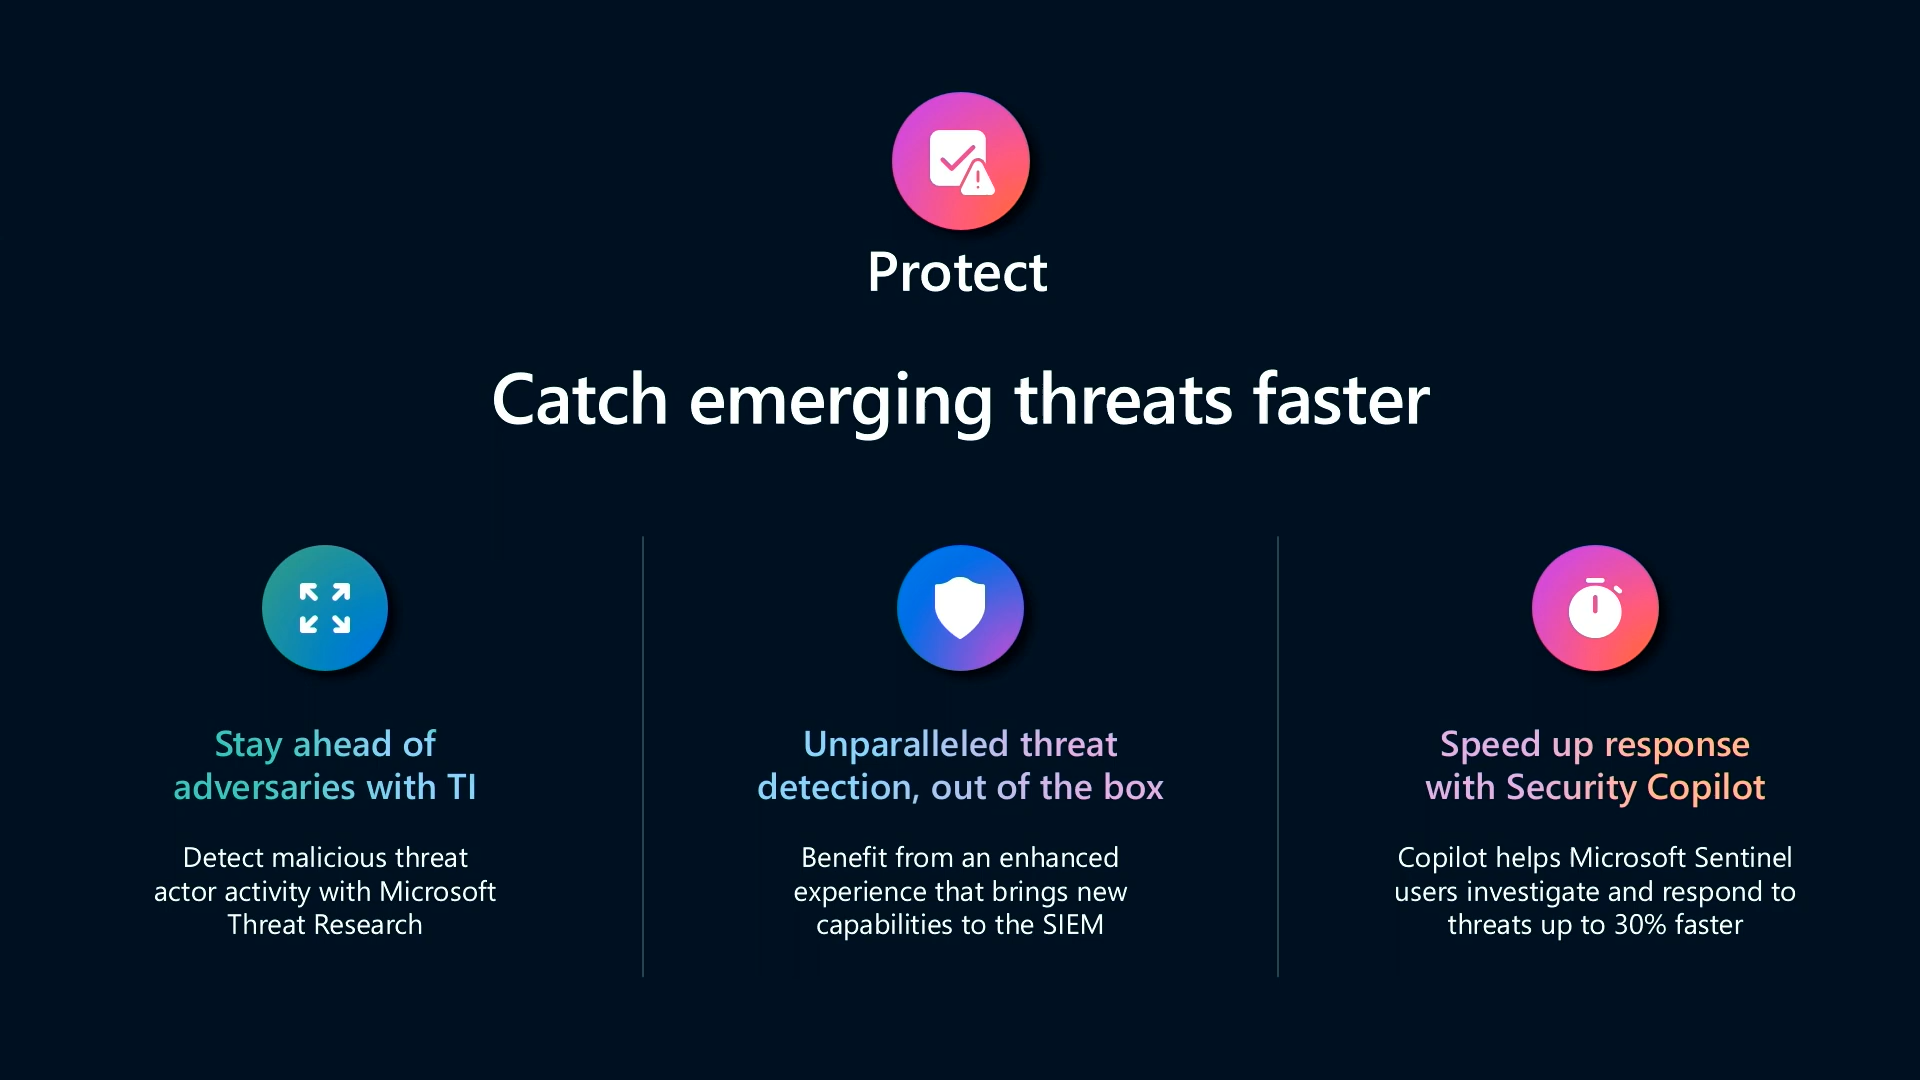 Protect
Catch emerging threats faster
Stay ahead of
adversaries with TI
Detect malicious threat
actor activity with Microsoft
Threat Research
Unparalleled threat
detection, out of the box
Benefit from an enhanced
experience that brings new
capabilities to the SIEM
Speed up response
with Security Copilot
Copilot helps Microsoft Sentinel
users investigate and respond to
threats up to 30% faster